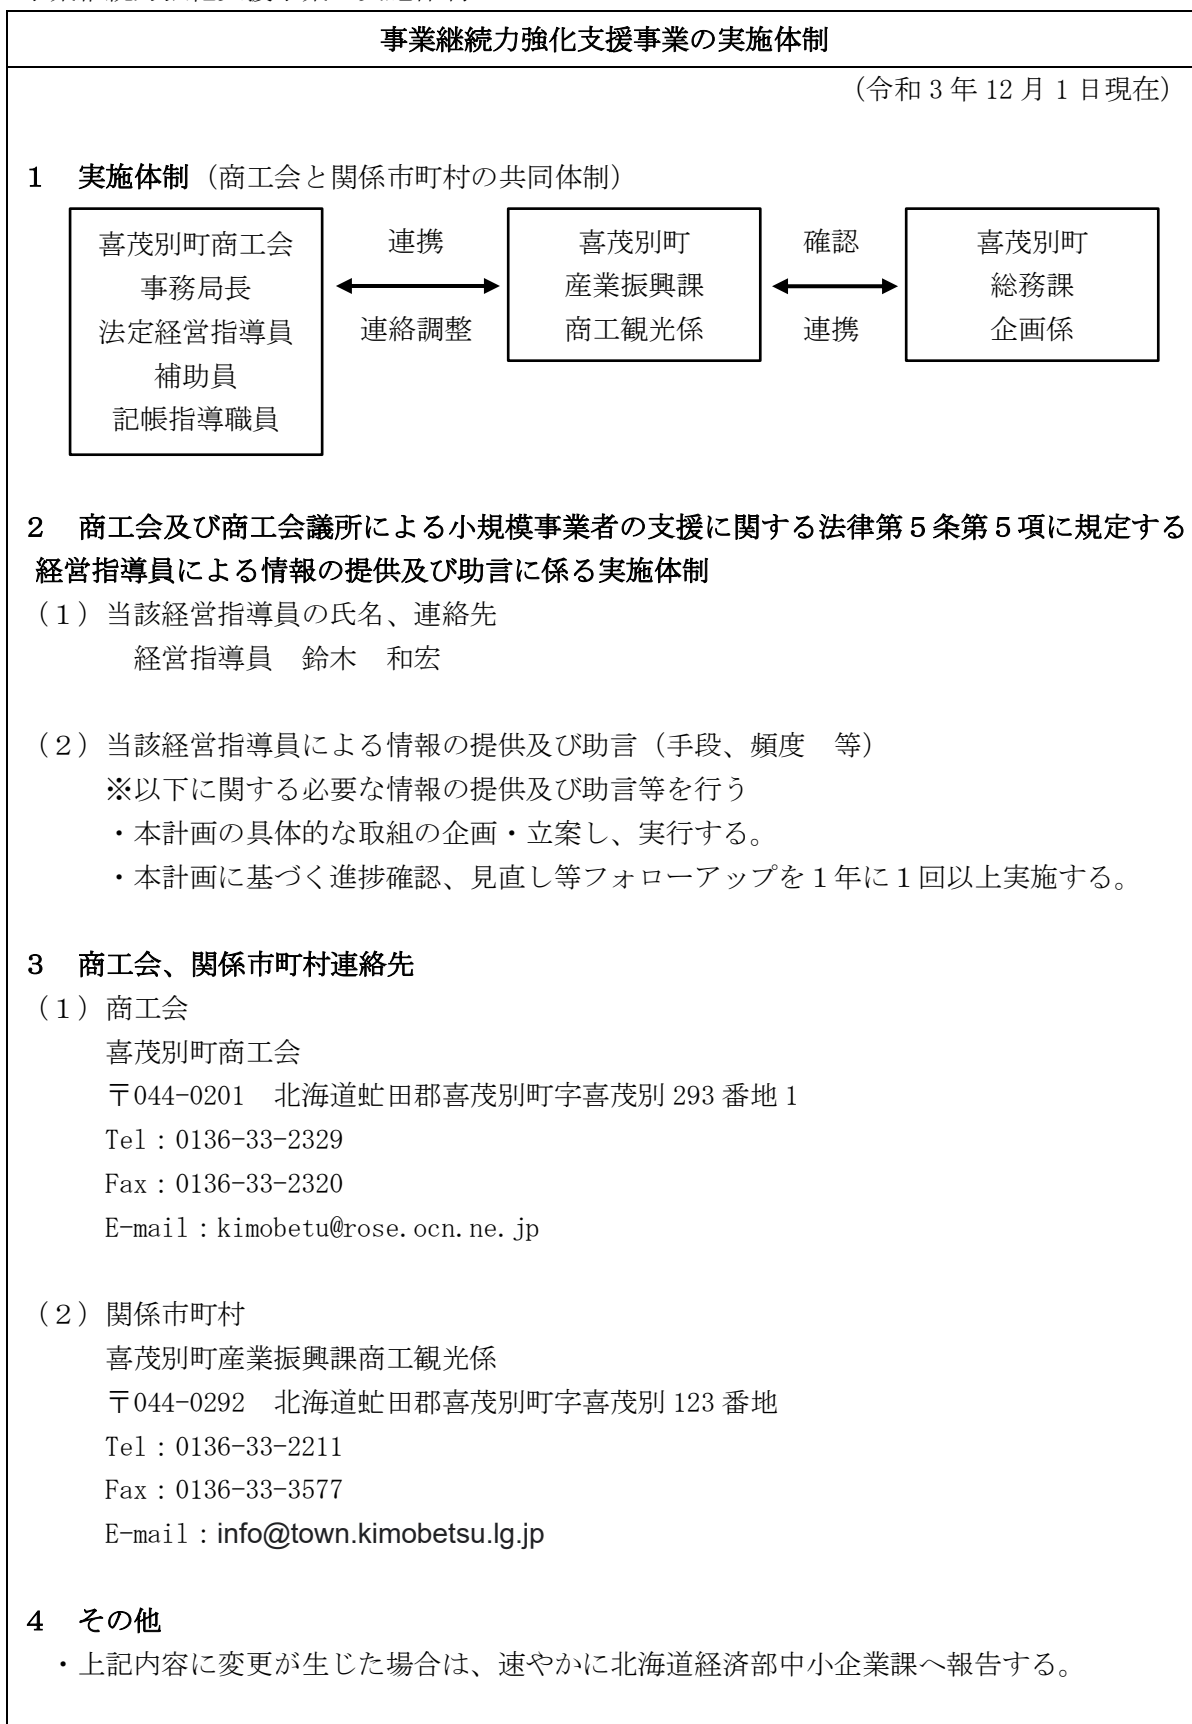 事業継続力強化支援事業の実施体制
（令和３年 12 月 1 日現在）
１　実施体制（商工会と関係市町村の共同体制）
喜茂別町商工会
事務局長
法定経営指導員
補助員
記帳指導職員
連携
連絡調整
喜茂別町
産業振興課
商工観光係
確認
連携
喜茂別町
総務課
企画係
２　商工会及び商工会議所による小規模事業者の支援に関する法律第５条第５項に規定する
経営指導員による情報の提供及び助言に係る実施体制
（１）当該経営指導員の氏名、連絡先
経営指導員　鈴木　和宏
（２）当該経営指導員による情報の提供及び助言（手段、頻度　等）
※以下に関する必要な情報の提供及び助言等を行う
・本計画の具体的な取組の企画・立案し、実行する。
・本計画に基づく進捗確認、見直し等フォローアップを１年に１回以上実施する。
３　商工会、関係市町村連絡先
（１）商工会
喜茂別町商工会
〒044-0201　北海道虻田郡喜茂別町字喜茂別 293 番地 1
Tel：0136-33-2329
Fax：0136-33-2320
E-mail：kimobetu@rose.ocn.ne.jp
（２）関係市町村
喜茂別町産業振興課商工観光係
〒044-0292　北海道虻田郡喜茂別町字喜茂別 123 番地
Tel：0136-33-2211
Fax：0136-33-3577
E-mail：info@town.kimobetsu.lg.jp
４　その他
・上記内容に変更が生じた場合は、速やかに北海道経済部中小企業課へ報告する。